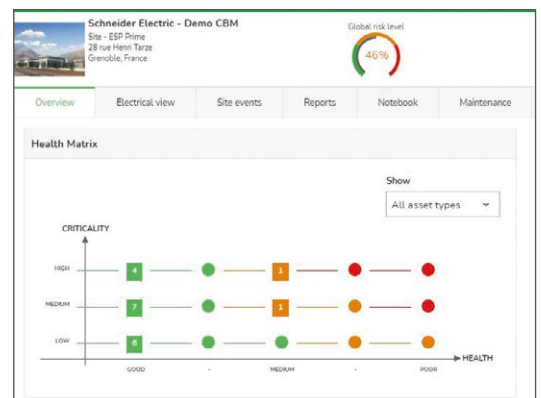 Schneider Electric - Demo CBM
Site - ESP Prime
28 rue Henri Tarze
Grenoble, France
Global risk level
46%
Overview Electrical view Site events Reports Notebook Maintenance
Health Matrix
Show
All asset types
CRITICALITY
HIGH 4 1
MEDIUM 7 1
LOW 6
HEALTH
GOOD - MEDIUM - POOR